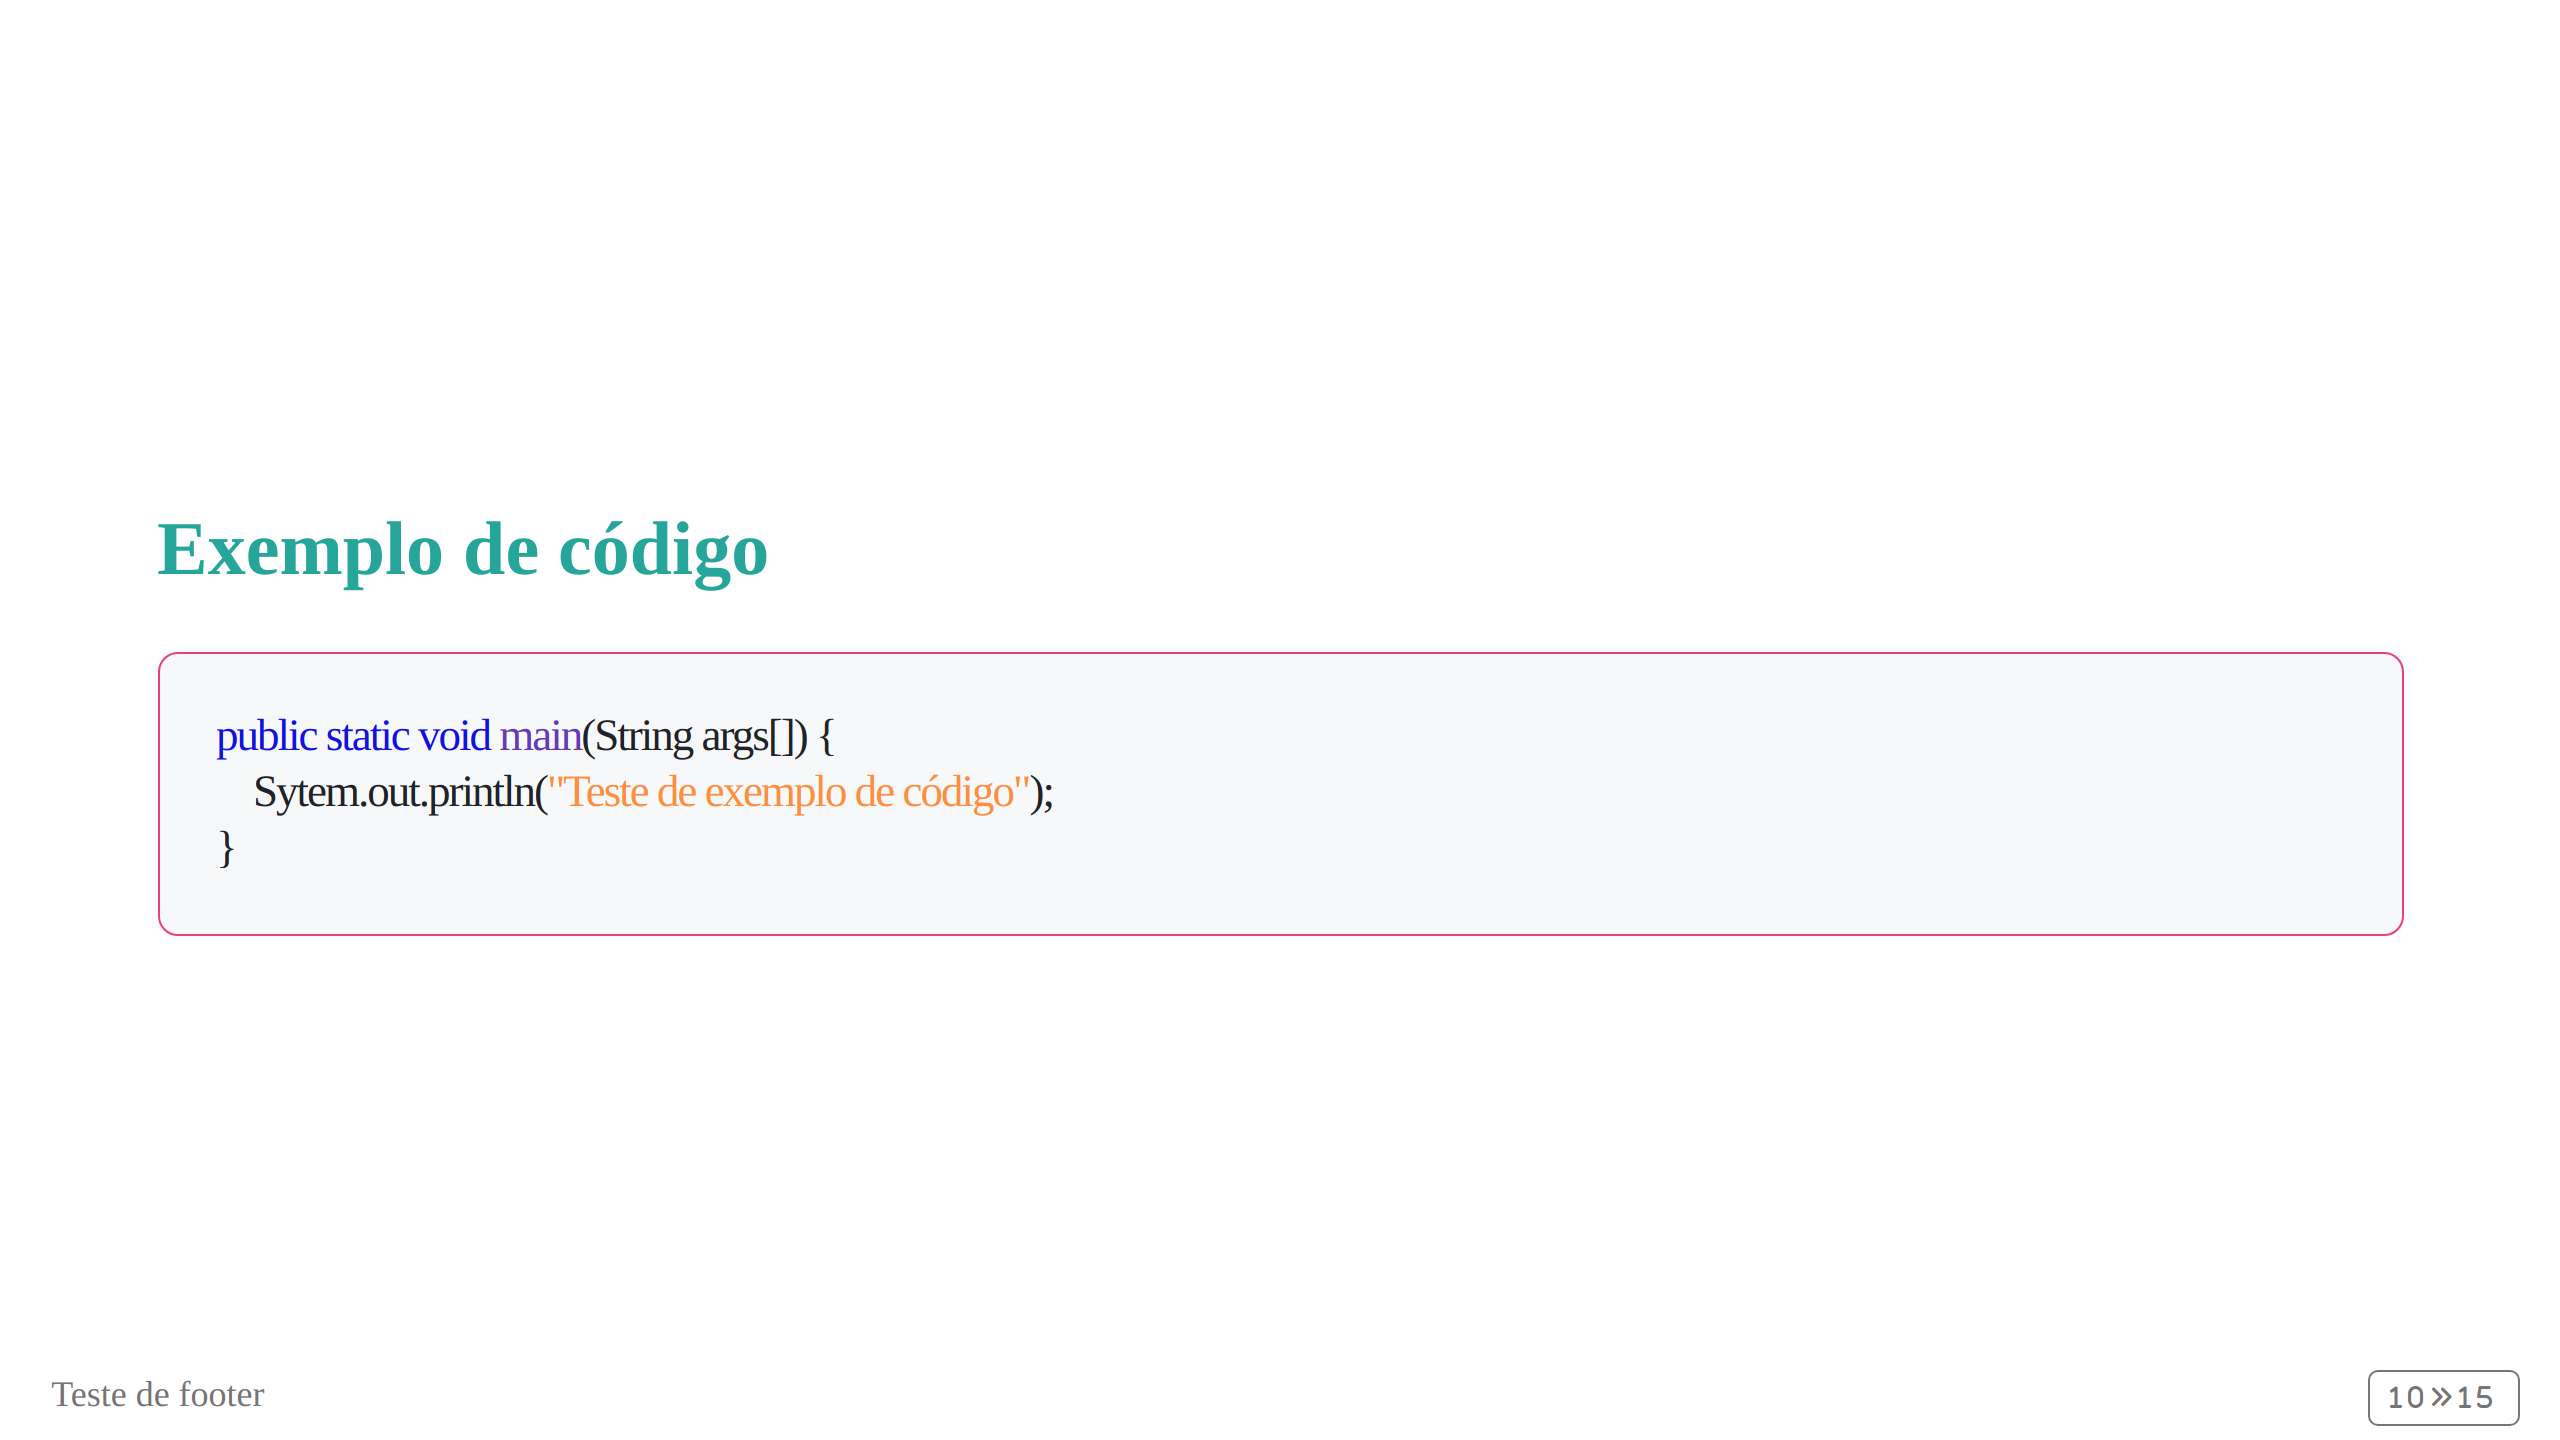 Exemplo de código
public static void main(String args[]) {
    Sytem.out.println("Teste de exemplo de código");
}
Teste de footer
10»15